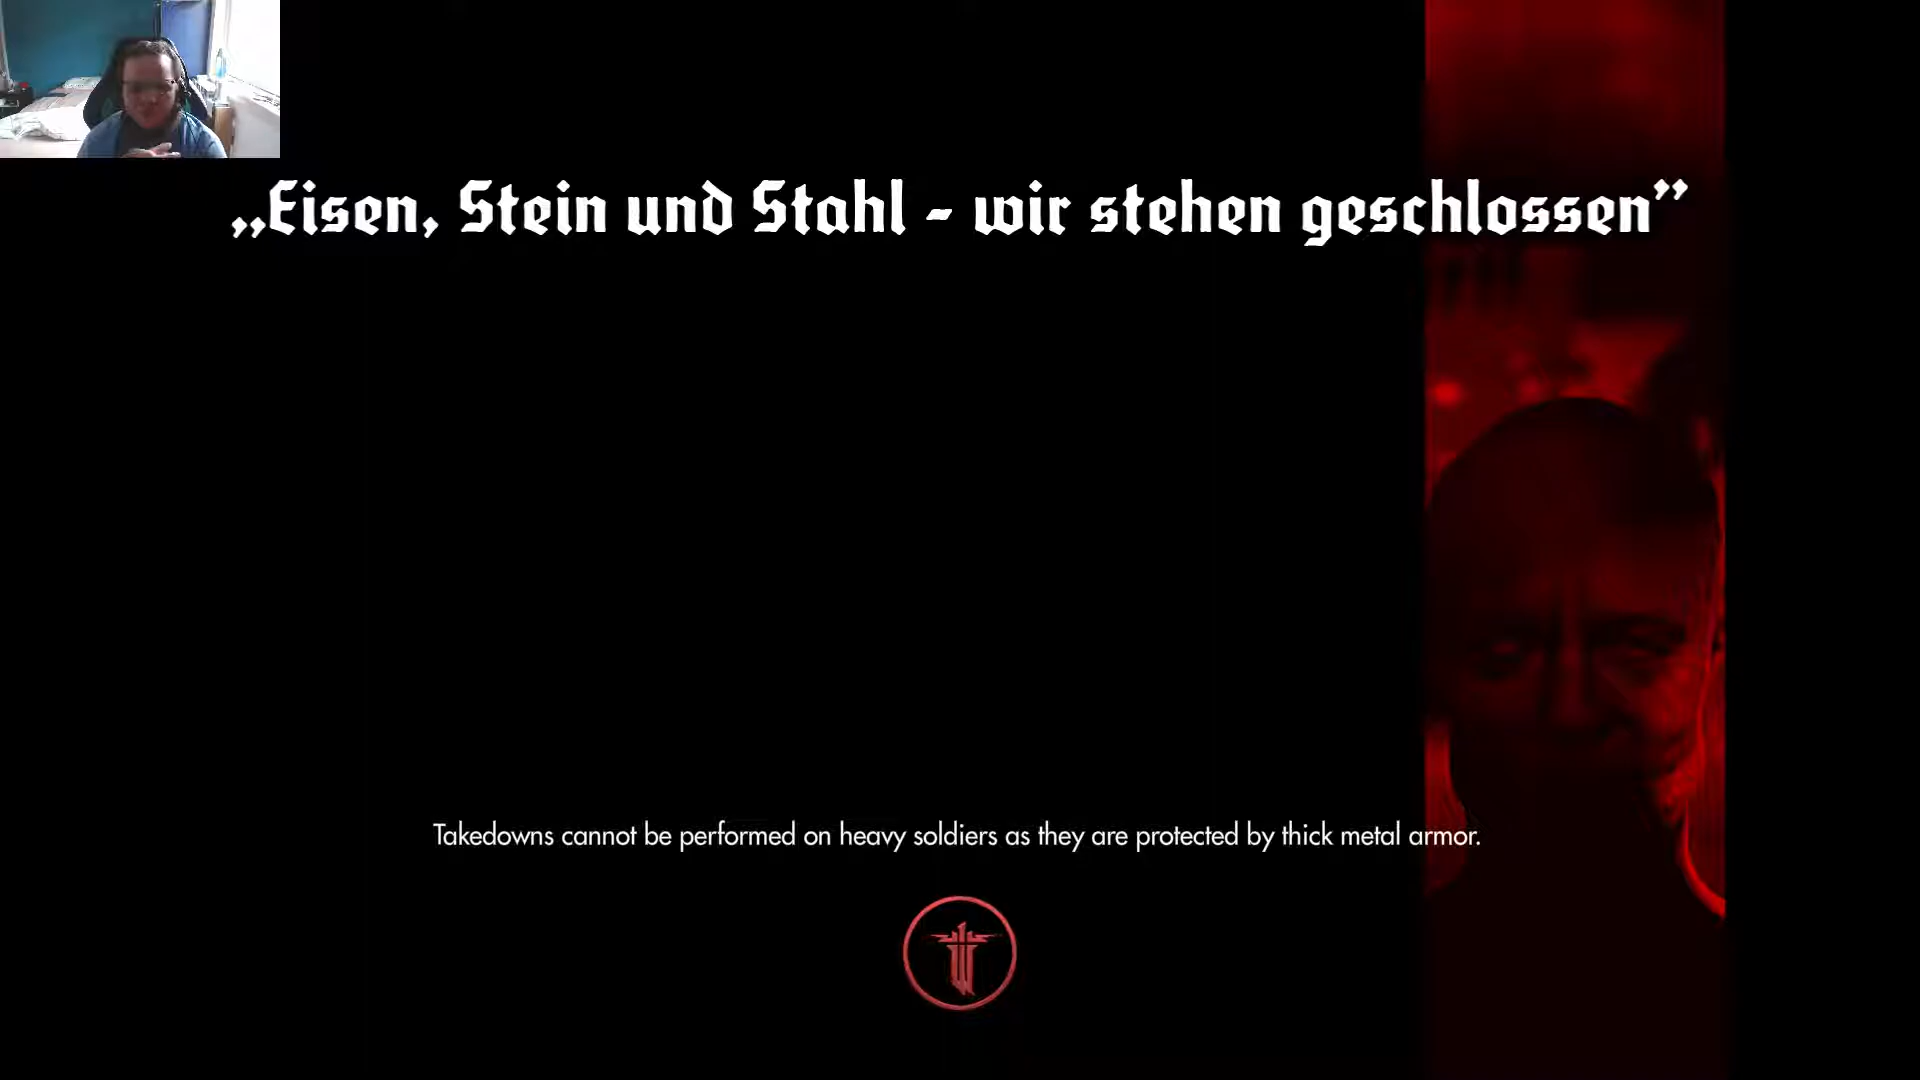 „Eisen, Stein und Stahl - wir stehen geschlossen”
Takedowns cannot be performed on heavy soldiers as they are protected by thick metal armor.